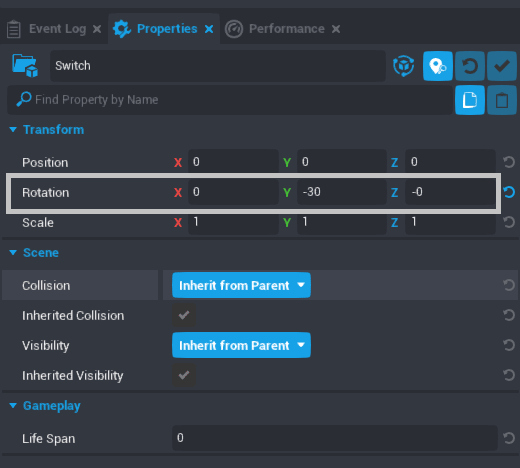 Event Log × Properties × Performance ×
Switch
Find Property by Name
Transform
Position X 0 Y 0 Z 0
Rotation X 0 Y -30 Z -0
Scale X 1 Y 1 Z 1
Scene
Collision Inherit from Parent
Inherited Collision
Visibility Inherit from Parent
Inherited Visibility
Gameplay
Life Span 0